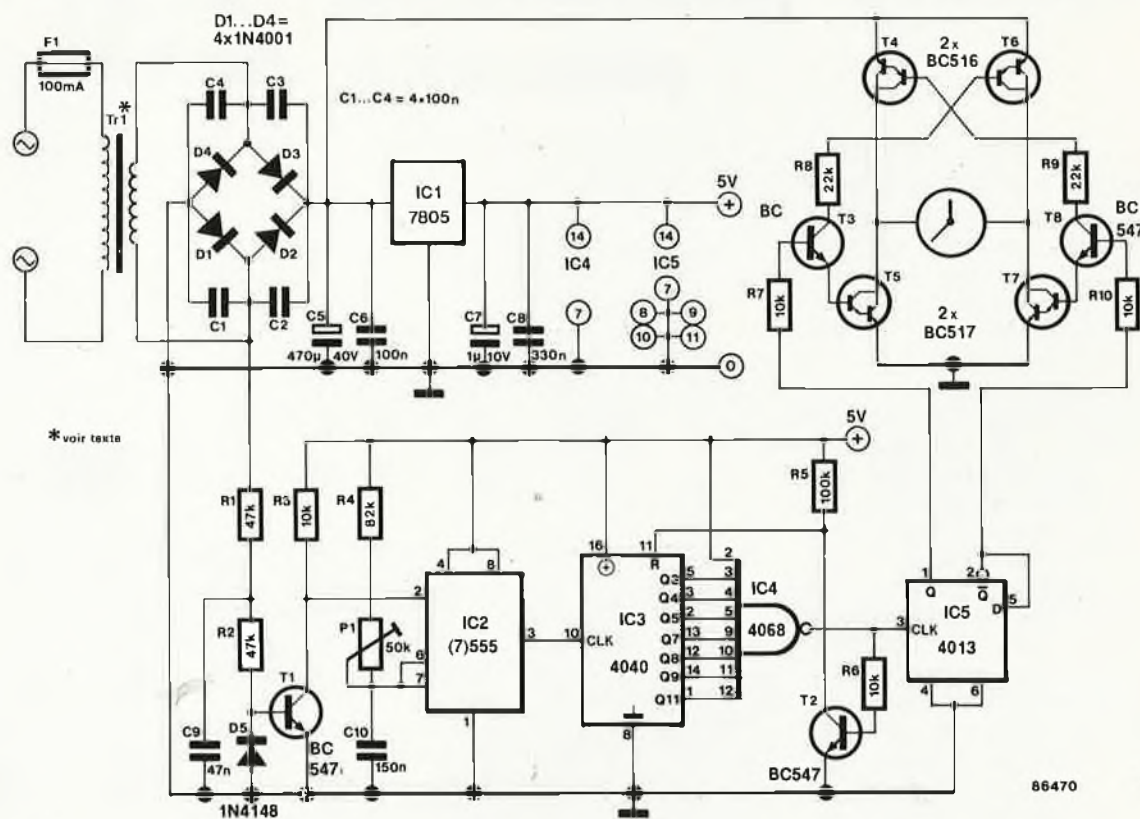 D1...D4=
4x1N4001
F1
100mA
Tr1
*
C4
C3
C1...C4 = 4x100n
D4
D3
D1
D2
C1
C2
IC1
7805
5V
+
14
IC4
7
14
IC5
7
8
9
10
11
0
C5
470µ
40V
C6
100n
C7
1µ
10V
C8
330n
T4
2x
BC516
T6
R8
22k
R9
22k
BC
T3
T8
BC
547
R7
10k
T5
T7
R10
10k
2x
BC517
* voir texte
R1
47k
R3
10k
R4
82k
R2
47k
P1
50k
T1
BC
547
C9
47n
D5
1N4148
C10
150n
4
8
2
6
7
IC2
(7)555
3
1
5V
+
R5
100k
16
+
11
R
10
CLK
IC3
4040
Q3
Q4
Q5
Q7
Q8
Q9
Q11
5
3
2
13
12
14
1
8
2
3
4
5
9
10
11
12
IC4
4068
R6
10k
T2
BC547
1
Q
2
Q̅
D
5
3
CLK
IC5
4013
4
6
86470